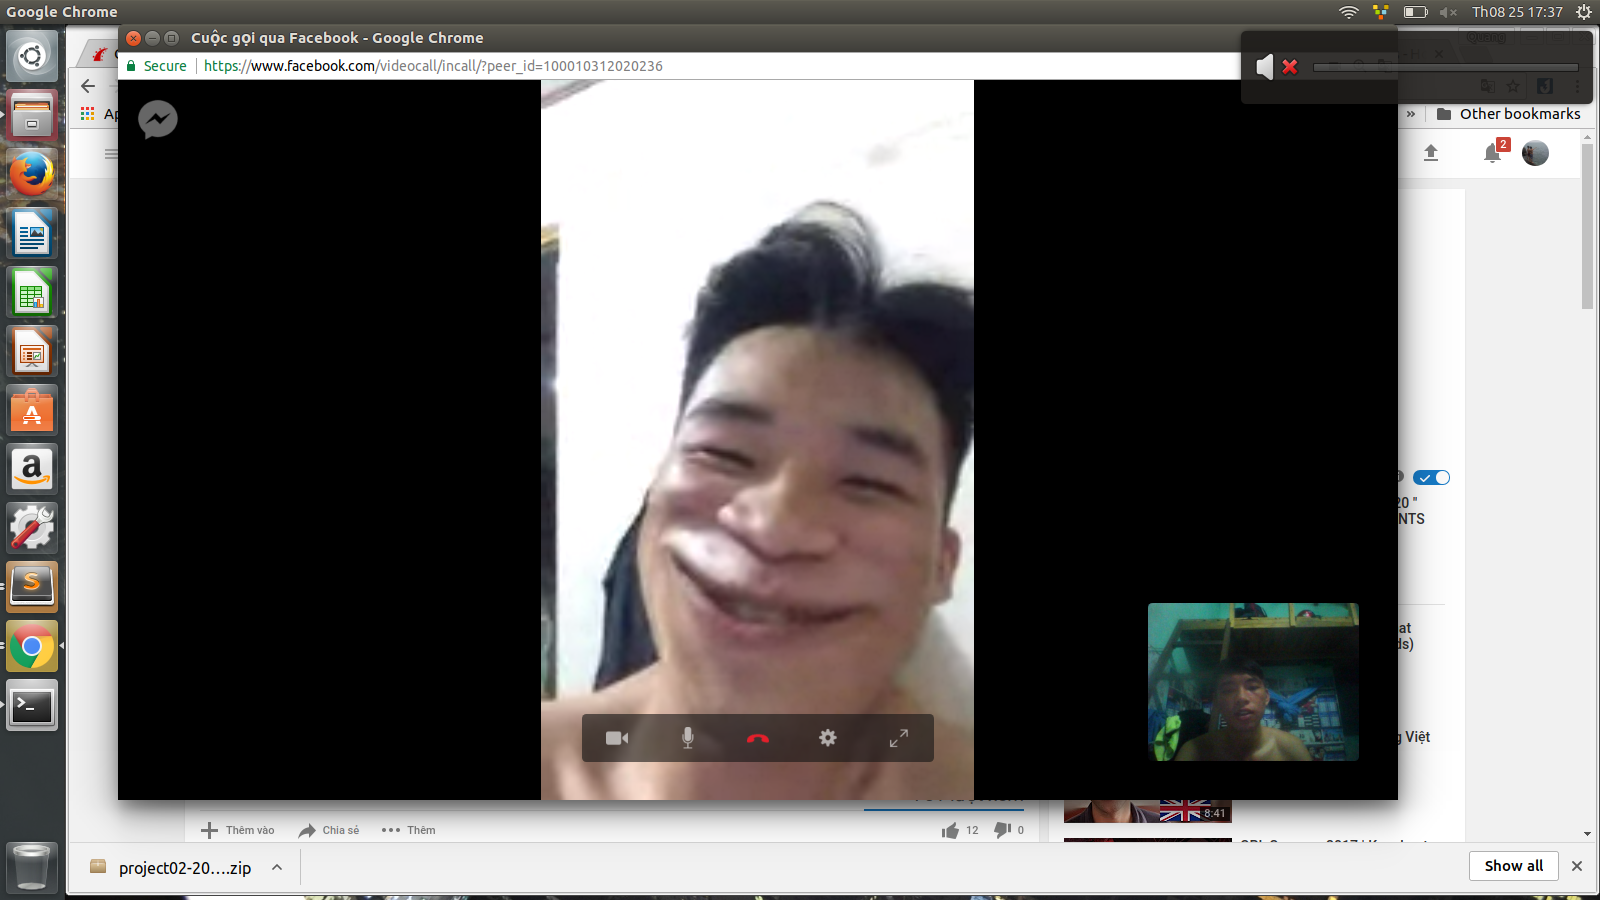 Google Chrome
Th08 25 17:37
Cuộc gọi qua Facebook - Google Chrome
Secure
https://www.facebook.com/videocall/incall/?peer_id=100010312020236
Ap
»
Other bookmarks
2
20 "
NTS
at
ds)
g Việt
8:41
Thêm vào
Chia sẻ
Thêm
12
0
project02-20....zip
Show all